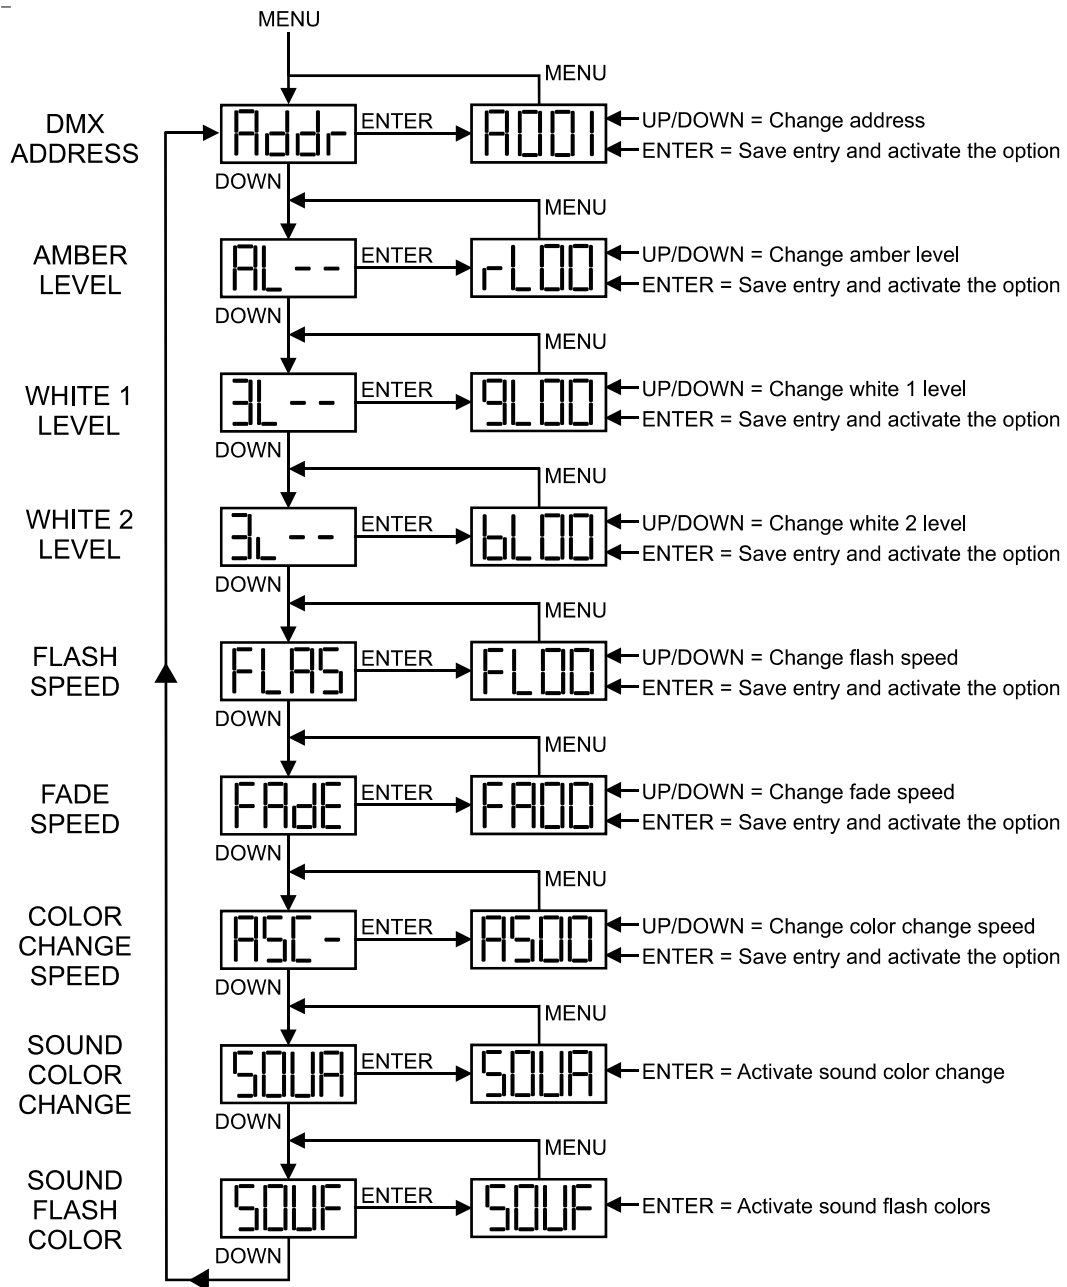 MENU
MENU
DMX
ADDRESS
Addr
ENTER
A001
UP/DOWN = Change address
ENTER = Save entry and activate the option
DOWN
MENU
AMBER
LEVEL
AL--
ENTER
rL00
UP/DOWN = Change amber level
ENTER = Save entry and activate the option
DOWN
MENU
WHITE 1
LEVEL
3L--
ENTER
9L00
UP/DOWN = Change white 1 level
ENTER = Save entry and activate the option
DOWN
MENU
WHITE 2
LEVEL
3L--
ENTER
bL00
UP/DOWN = Change white 2 level
ENTER = Save entry and activate the option
DOWN
MENU
FLASH
SPEED
FLAS
ENTER
FL00
UP/DOWN = Change flash speed
ENTER = Save entry and activate the option
DOWN
MENU
FADE
SPEED
FAdE
ENTER
FA00
UP/DOWN = Change fade speed
ENTER = Save entry and activate the option
DOWN
MENU
COLOR
CHANGE
SPEED
ASC-
ENTER
AS00
UP/DOWN = Change color change speed
ENTER = Save entry and activate the option
DOWN
MENU
SOUND
COLOR
CHANGE
SOUA
ENTER
SOUA
ENTER = Activate sound color change
DOWN
MENU
SOUND
FLASH
COLOR
SOUF
ENTER
SOUF
ENTER = Activate sound flash colors
DOWN